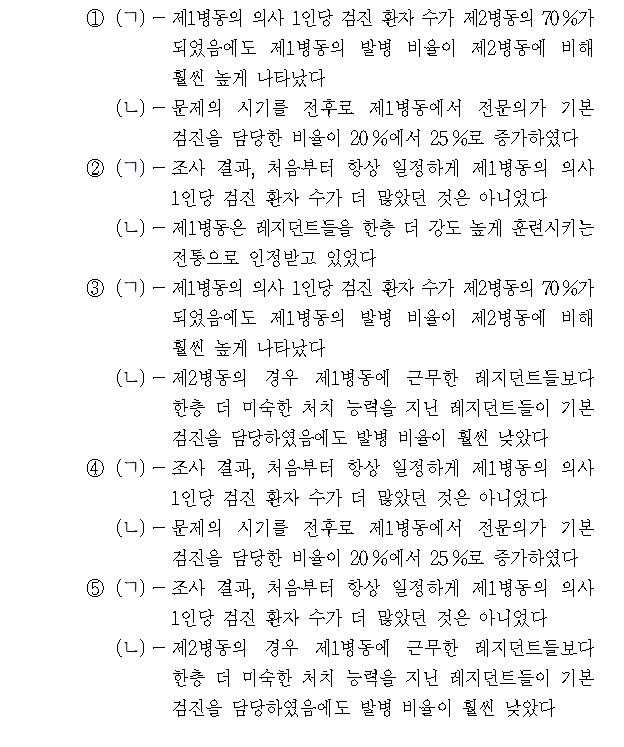 ① (ㄱ) － 제1병동의 의사 1인당 검진 환자 수가 제2병동의 70%가
되었음에도 제1병동의 발병 비율이 제2병동에 비해
훨씬 높게 나타났다
(ㄴ) － 문제의 시기를 전후로 제1병동에서 전문의가 기본
검진을 담당한 비율이 20%에서 25%로 증가하였다
② (ㄱ) － 조사 결과, 처음부터 항상 일정하게 제1병동의 의사
1인당 검진 환자 수가 더 많았던 것은 아니었다
(ㄴ) － 제1병동은 레지던트들을 한층 더 강도 높게 훈련시키는
전통으로 인정받고 있었다
③ (ㄱ) － 제1병동의 의사 1인당 검진 환자 수가 제2병동의 70%가
되었음에도 제1병동의 발병 비율이 제2병동에 비해
훨씬 높게 나타났다
(ㄴ) － 제2병동의 경우 제1병동에 근무한 레지던트들보다
한층 더 미숙한 처치 능력을 지닌 레지던트들이 기본
검진을 담당하였음에도 발병 비율이 훨씬 낮았다
④ (ㄱ) － 조사 결과, 처음부터 항상 일정하게 제1병동의 의사
1인당 검진 환자 수가 더 많았던 것은 아니었다
(ㄴ) － 문제의 시기를 전후로 제1병동에서 전문의가 기본
검진을 담당한 비율이 20%에서 25%로 증가하였다
⑤ (ㄱ) － 조사 결과, 처음부터 항상 일정하게 제1병동의 의사
1인당 검진 환자 수가 더 많았던 것은 아니었다
(ㄴ) － 제2병동의 경우 제1병동에 근무한 레지던트들보다
한층 더 미숙한 처치 능력을 지닌 레지던트들이 기본
검진을 담당하였음에도 발병 비율이 훨씬 낮았다